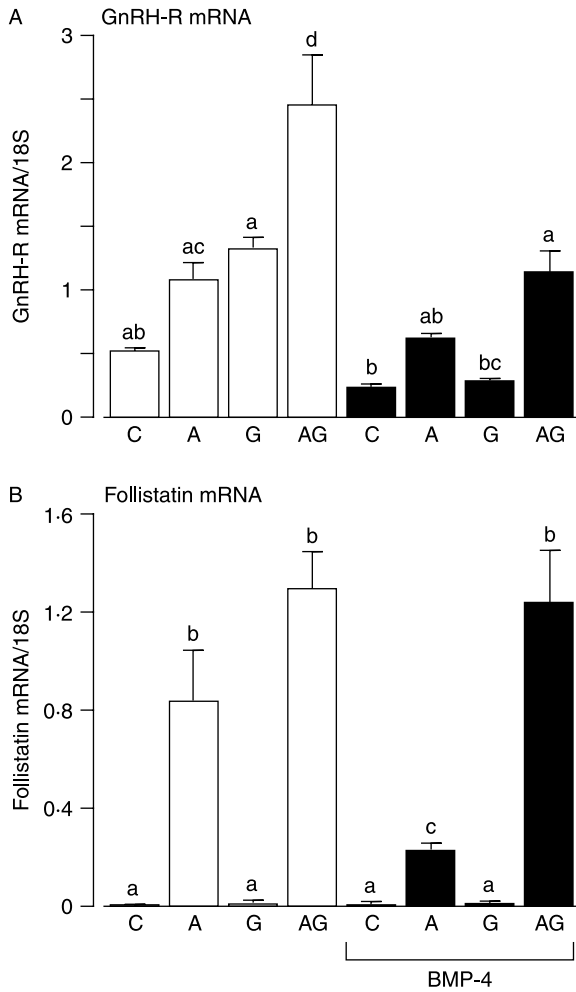 A GnRH-R mRNA
GnRH-R mRNA/18S
3
2
1
0
ab
ac
a
d
b
ab
bc
a
C A G AG C A G AG
B Follistatin mRNA
Follistatin mRNA/18S
1·6
1·2
0·8
0·4
0
a
b
a
b
a
c
a
b
C A G AG C A G AG
BMP-4